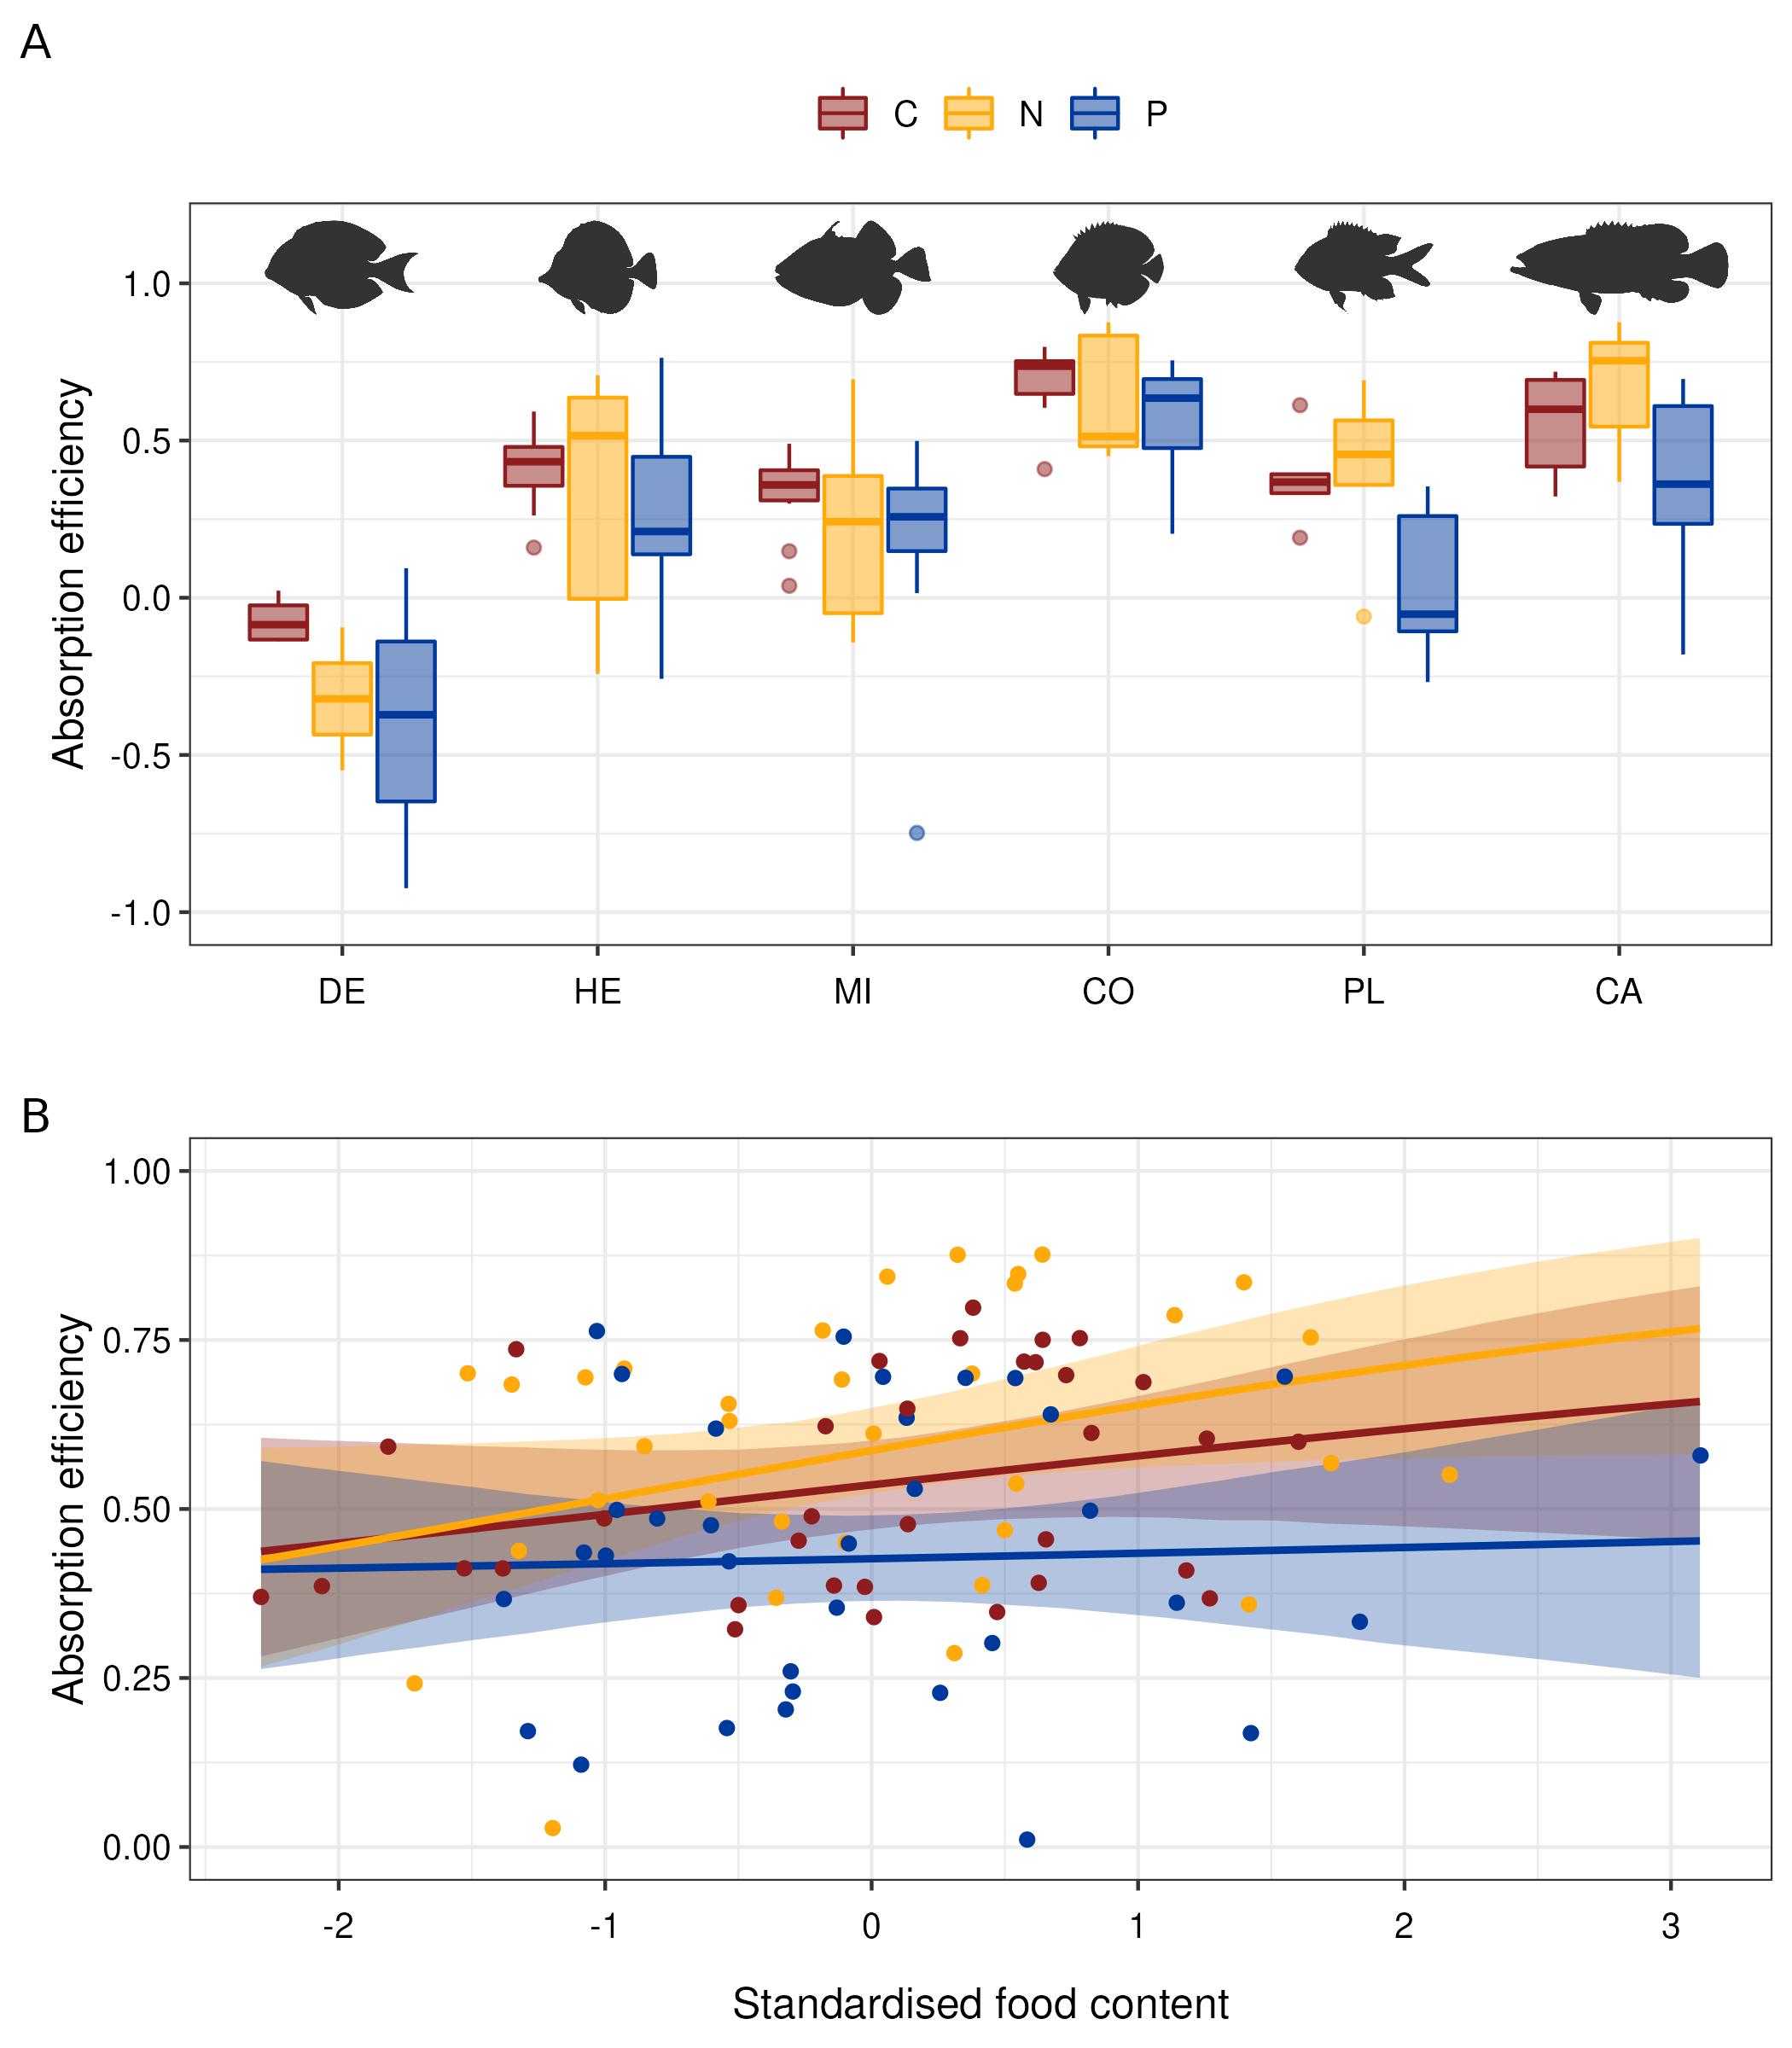 A
C N P
Absorption efficiency
1.0
0.5
0.0
-0.5
-1.0
DE HE MI CO PL CA
B
Absorption efficiency
1.00
0.75
0.50
0.25
0.00
-2 -1 0 1 2 3
Standardised food content